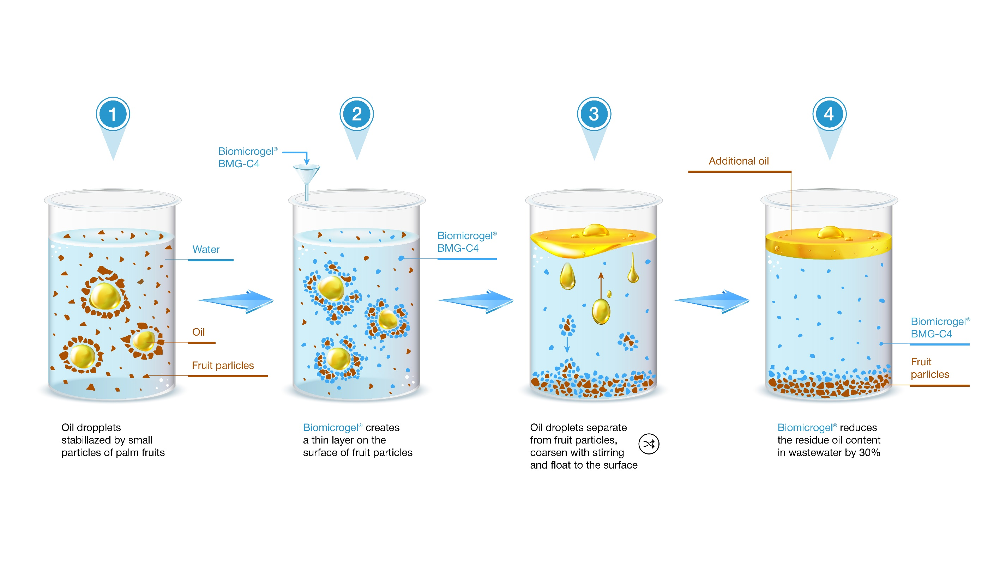 1
2
3
4
Biomicrogel®
BMG-C4
Additional oil
Water
Oil
Fruit parlicles
Biomicrogel®
BMG-C4
Biomicrogel®
BMG-C4
Fruit
parlicles
Oil dropplets
stabillazed by small
particles of palm fruits
Biomicrogel® creates
a thin layer on the
surface of fruit particles
Oil droplets separate
from fruit particles,
coarsen with stirring
and float to the surface
Biomicrogel® reduces
the residue oil content
in wastewater by 30%